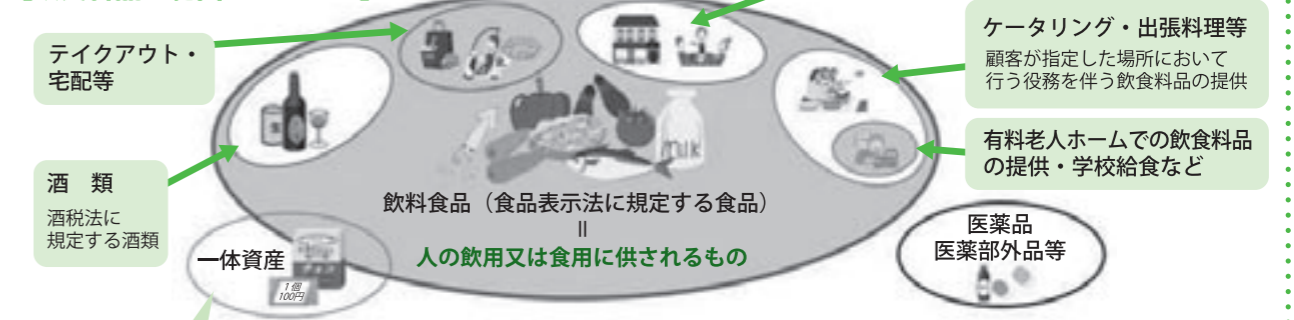 テイクアウト・
宅配等
ケータリング・出張料理等
顧客が指定した場所において
行う役務を伴う飲食料品の提供
有料老人ホームでの飲食料品
の提供・学校給食など
酒　類
酒税法に
規定する酒類
milk
飲料食品（食品表示法に規定する食品）
＝
人の飲用又は食用に供されるもの
一体資産
1個
100円
医薬品
医薬部外品等